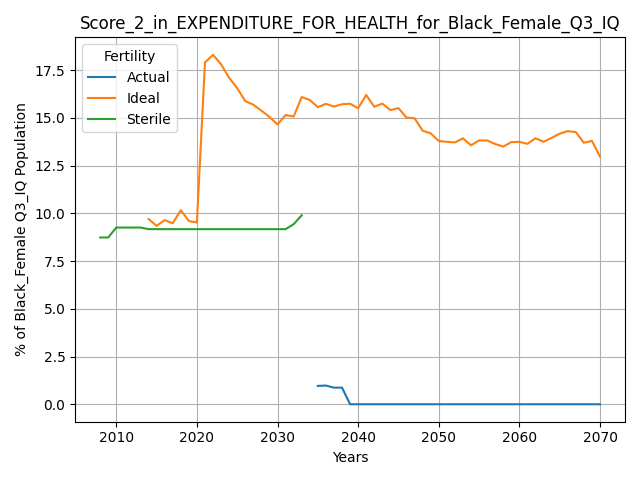 Score_2_in_EXPENDITURE_FOR_HEALTH_for_Black_Female_Q3_IQ
Fertility
Actual
Ideal
Sterile
% of Black_Female Q3_IQ Population
17.5
15.0
12.5
10.0
7.5
5.0
2.5
0.0
2010 2020 2030 2040 2050 2060 2070
Years